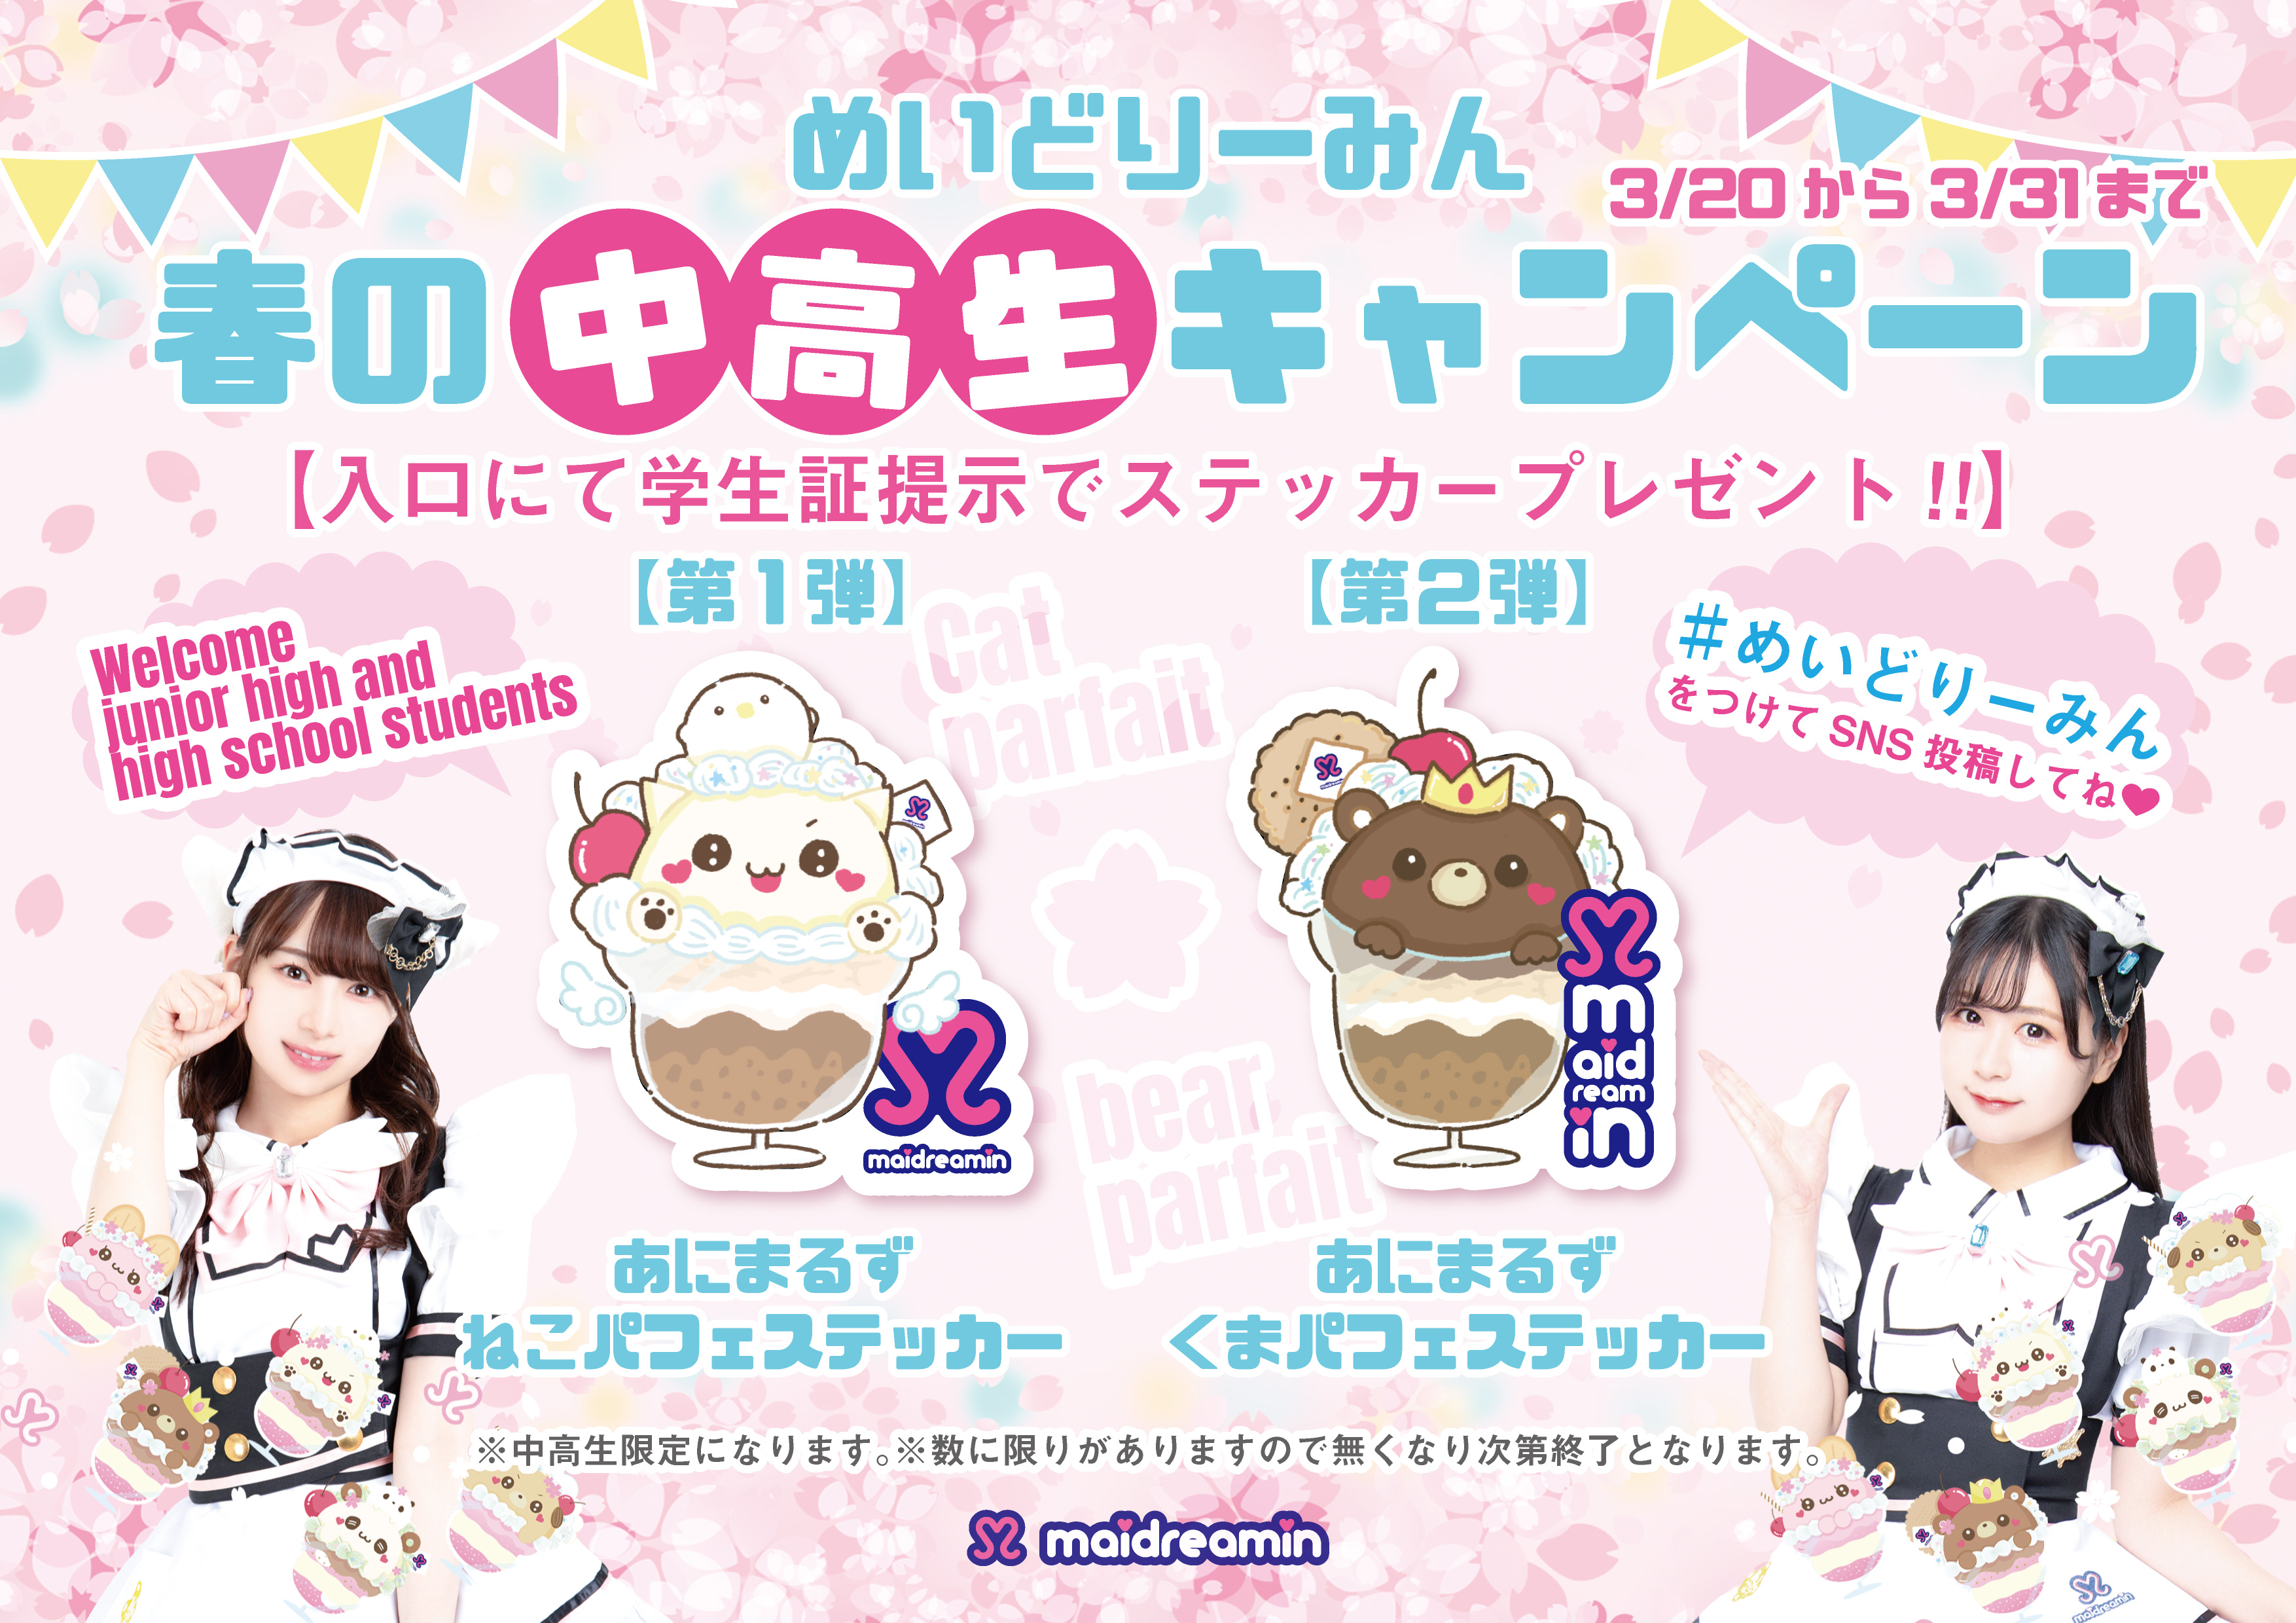 めいどりーみん
3/20 から 3/31 まで
春の中高生キャンペーン
【入口にて学生証提示でステッカープレゼント!!】
【第1弾】
【第2弾】
Welcome
junior high and
high school students
Cat
parfait
#めいどりーみん
をつけて SNS 投稿してね♥
maidreamin
m
aid
ream
in
bear
parfait
あにまるず
ねこパフェステッカー
あにまるず
くまパフェステッカー
※中高生限定になります。※数に限りがありますので無くなり次第終了となります。
maidreamin
maidreamin